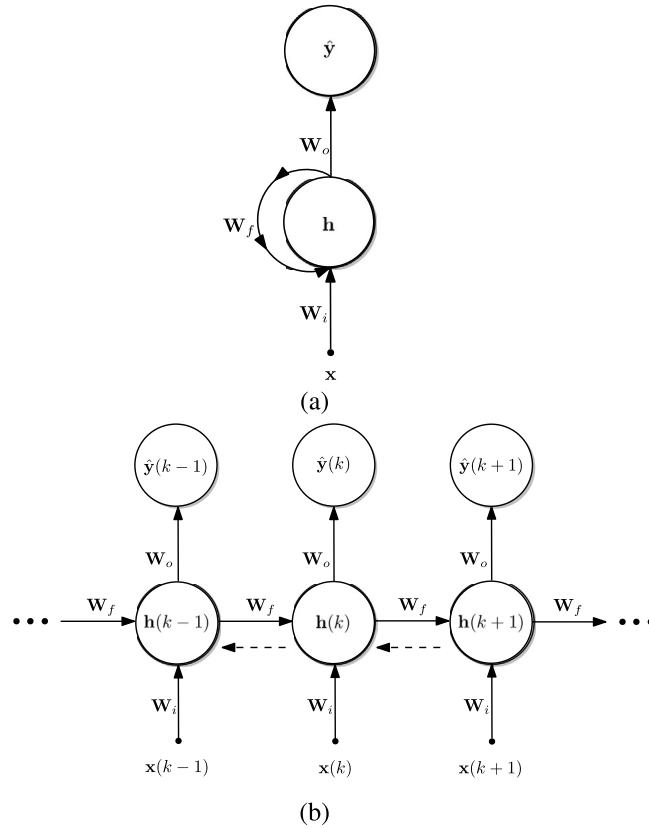 ŷ
W_o
h
W_f
W_i
x
(a)
ŷ(k−1) ŷ(k) ŷ(k+1)
W_o W_o W_o
W_f W_f W_f W_f
h(k−1) h(k) h(k+1)
W_i W_i W_i
x(k−1) x(k) x(k+1)
(b)